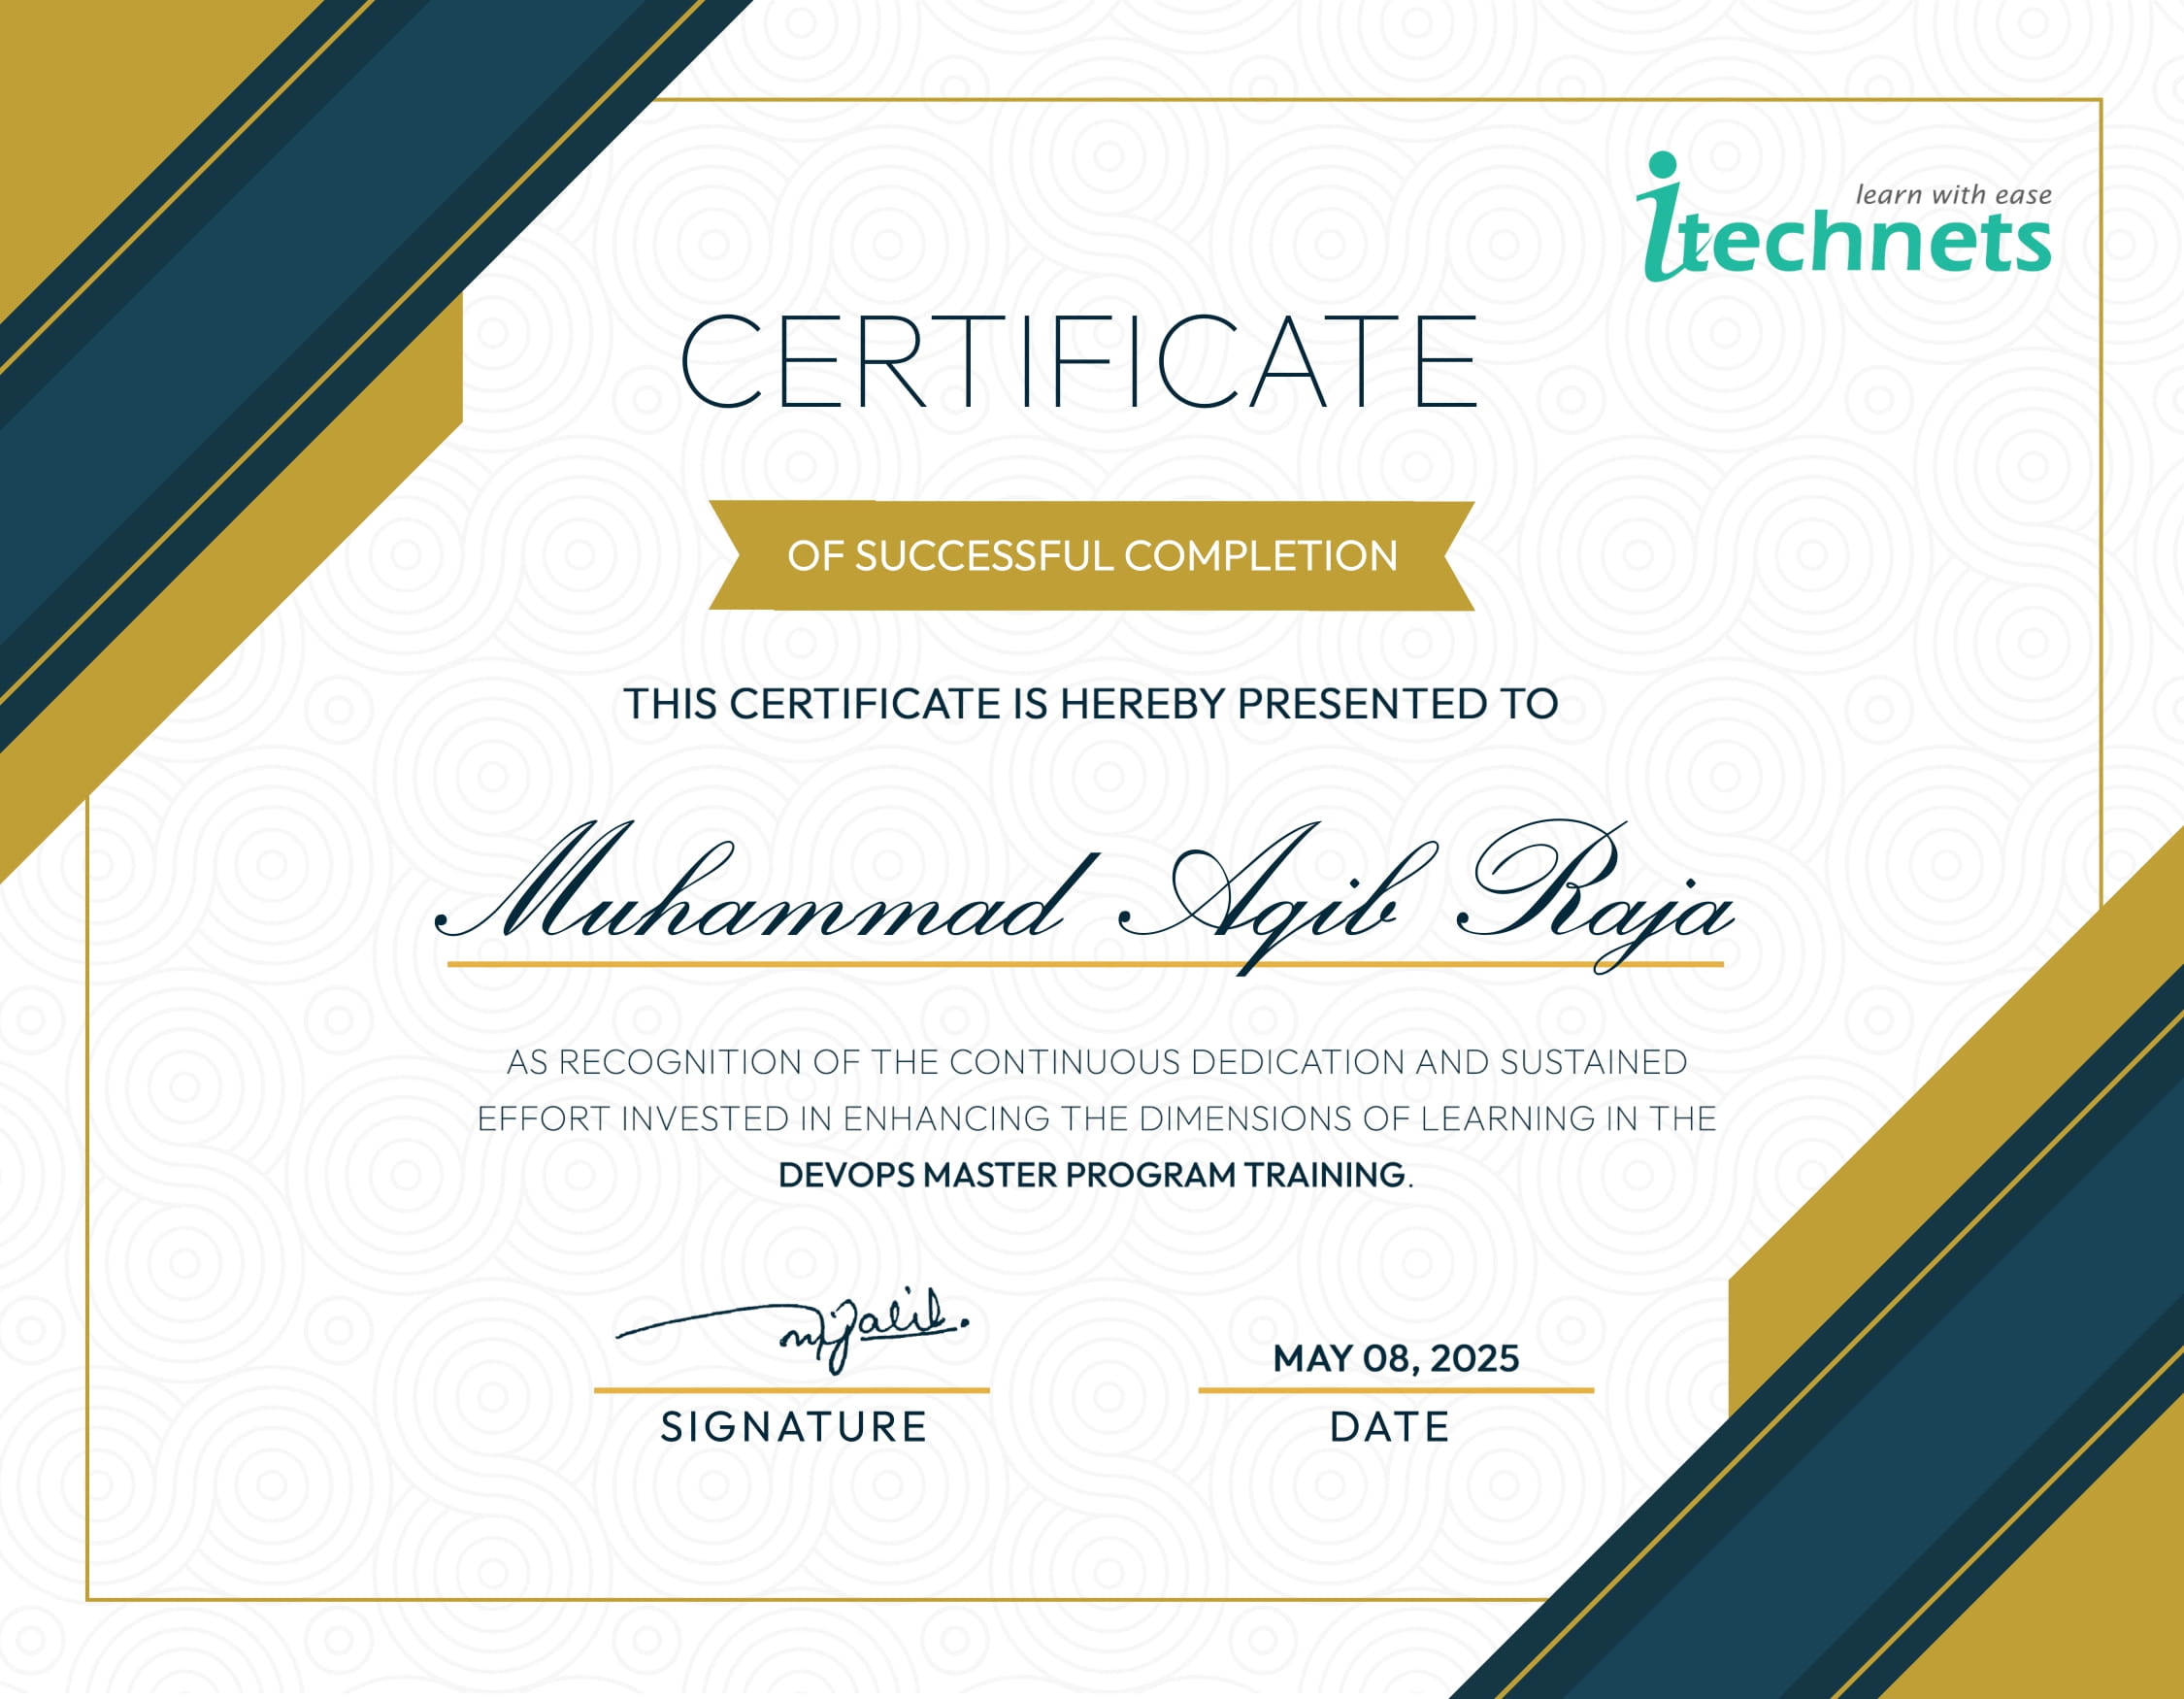 learn with ease
itechnets
CERTIFICATE
OF SUCCESSFUL COMPLETION
THIS CERTIFICATE IS HEREBY PRESENTED TO
Muhammad Aqib Raja
AS RECOGNITION OF THE CONTINUOUS DEDICATION AND SUSTAINED
EFFORT INVESTED IN ENHANCING THE DIMENSIONS OF LEARNING IN THE
DEVOPS MASTER PROGRAM TRAINING.
MAY 08, 2025
SIGNATURE
DATE